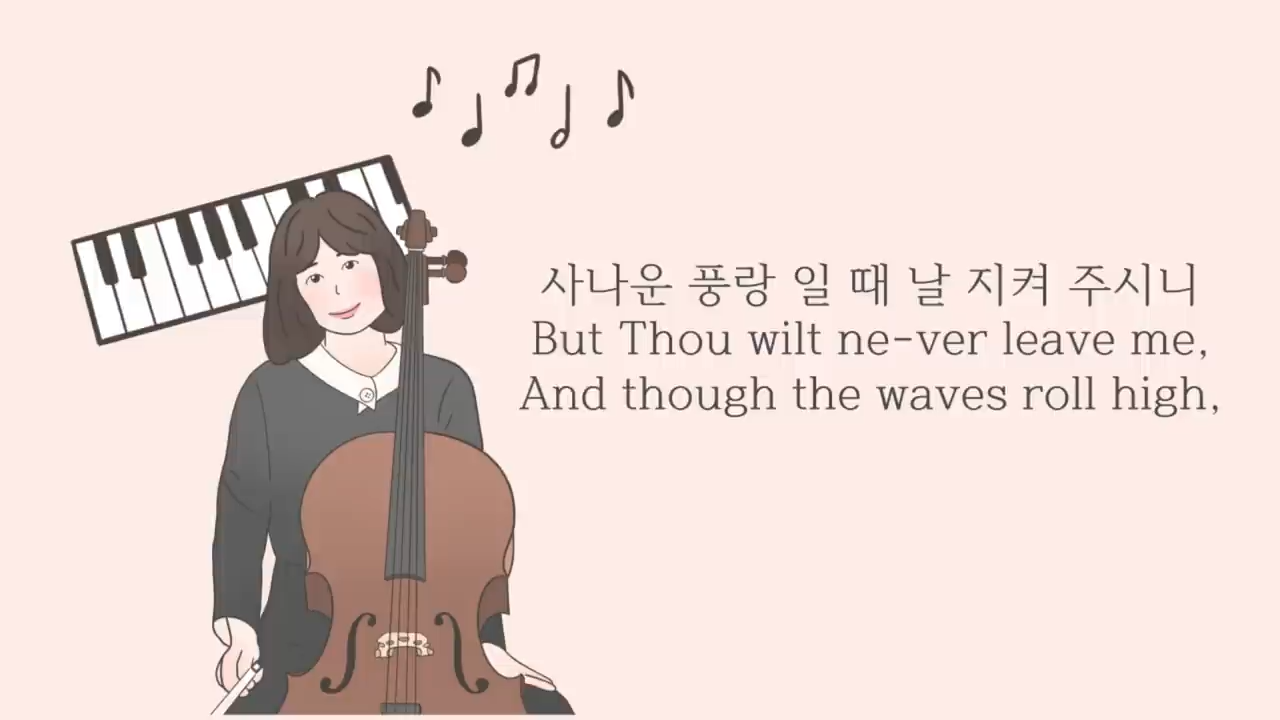 사나운 풍랑 일 때 날 지켜 주시니
But Thou wilt ne-ver leave me,
And though the waves roll high,